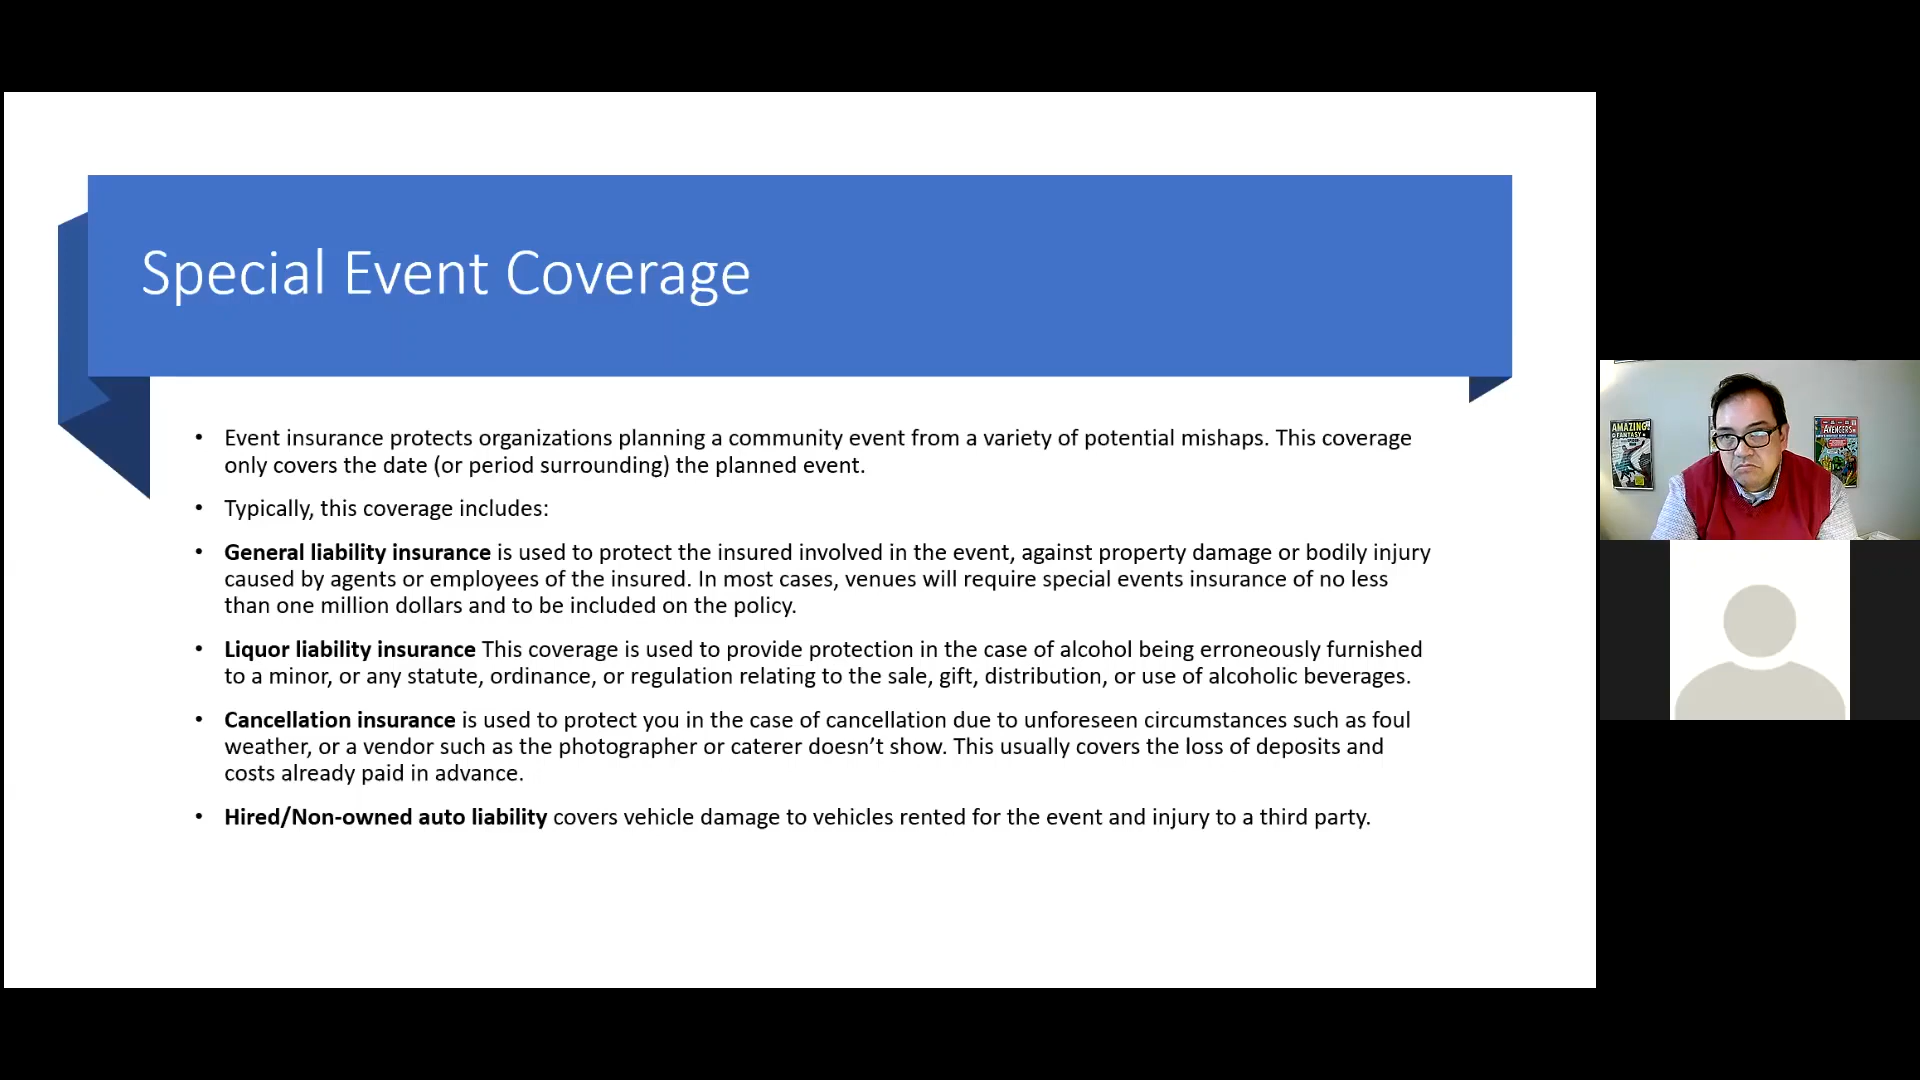 Special Event Coverage
• Event insurance protects organizations planning a community event from a variety of potential mishaps. This coverage
only covers the date (or period surrounding) the planned event.
• Typically, this coverage includes:
• General liability insurance is used to protect the insured involved in the event, against property damage or bodily injury
caused by agents or employees of the insured. In most cases, venues will require special events insurance of no less
than one million dollars and to be included on the policy.
• Liquor liability insurance This coverage is used to provide protection in the case of alcohol being erroneously furnished
to a minor, or any statute, ordinance, or regulation relating to the sale, gift, distribution, or use of alcoholic beverages.
• Cancellation insurance is used to protect you in the case of cancellation due to unforeseen circumstances such as foul
weather, or a vendor such as the photographer or caterer doesn’t show. This usually covers the loss of deposits and
costs already paid in advance.
• Hired/Non-owned auto liability covers vehicle damage to vehicles rented for the event and injury to a third party.
AMAZING
FANTASY
AVENGERS